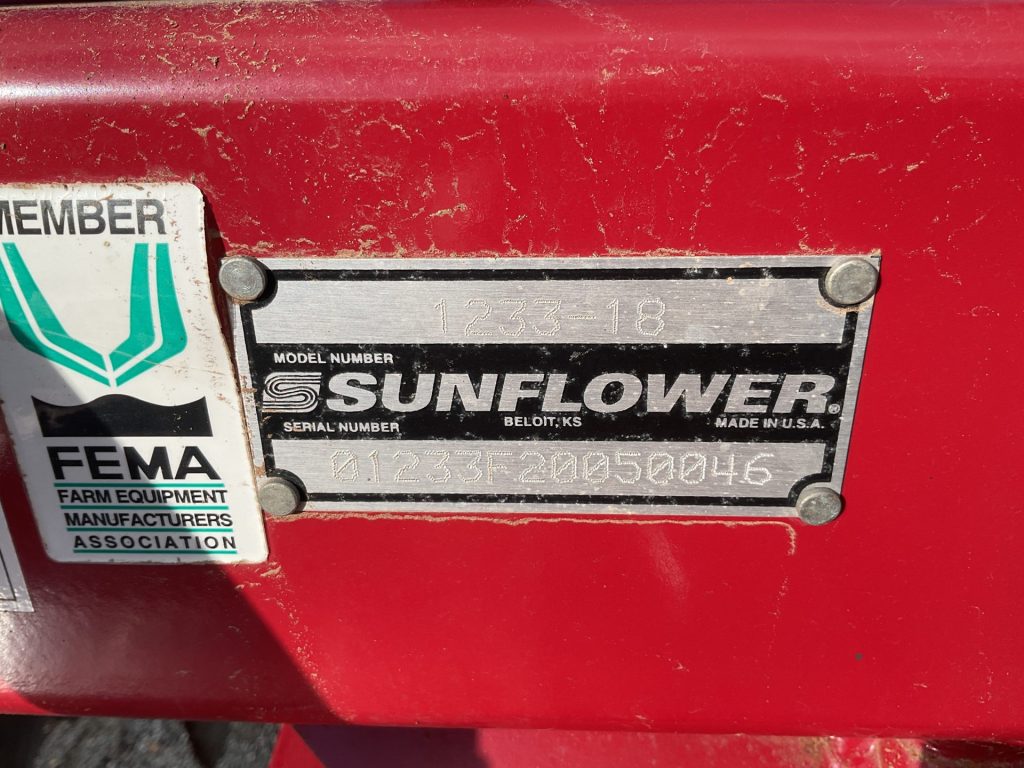 MEMBER
FEMA
FARM EQUIPMENT
MANUFACTURERS
ASSOCIATION
1233-18
MODEL NUMBER
SUNFLOWER®
SERIAL NUMBER BELOIT, KS MADE IN U.S.A.
01233F20050046